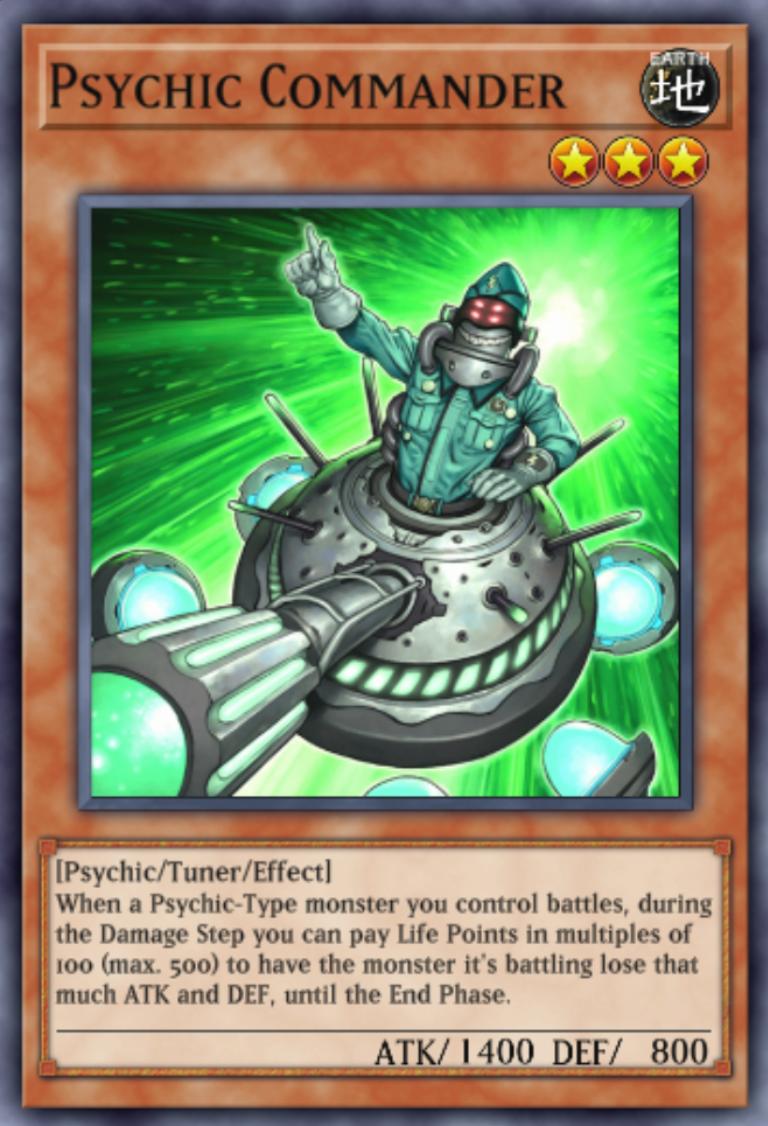 PSYCHIC COMMANDER
EARTH
地
[Psychic/Tuner/Effect]
When a Psychic-Type monster you control battles, during
the Damage Step you can pay Life Points in multiples of
100 (max. 500) to have the monster it's battling lose that
much ATK and DEF, until the End Phase.
ATK/ 1400 DEF/ 800